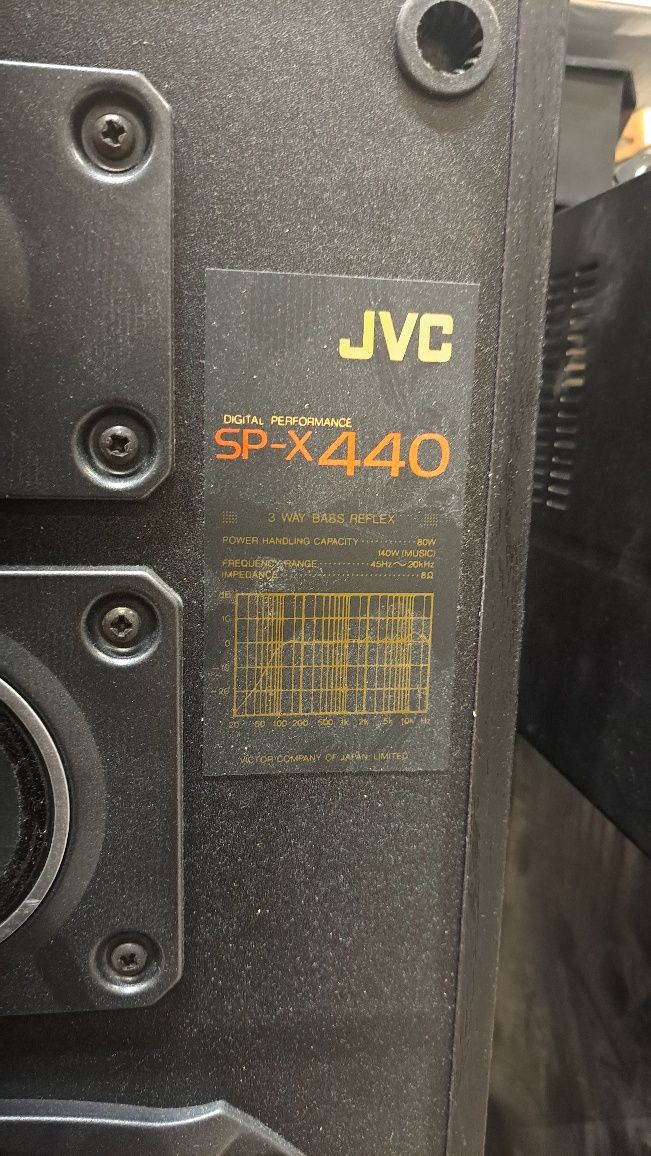 JVC
DIGITAL PERFORMANCE
SP-X440
3 WAY BASS REFLEX
POWER HANDLING CAPACITY ············ 80W
140W (MUSIC)
FREQUENCY RANGE ············ 45Hz ~ 20kHz
IMPEDANCE ············ 8Ω
dB
10
0
-10
-20
20 50 100 200 500 1k 2k 5k 10k Hz
VICTOR COMPANY OF JAPAN, LIMITED